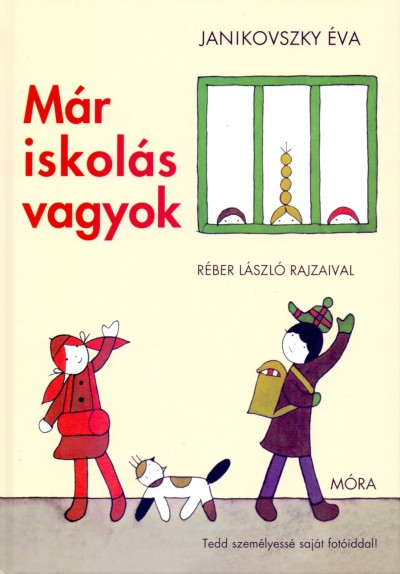 JANIKOVSZKY ÉVA
Már
iskolás
vagyok
RÉBER LÁSZLÓ RAJZAIVAL
MÓRA
Tedd személyessé saját fotóiddal!